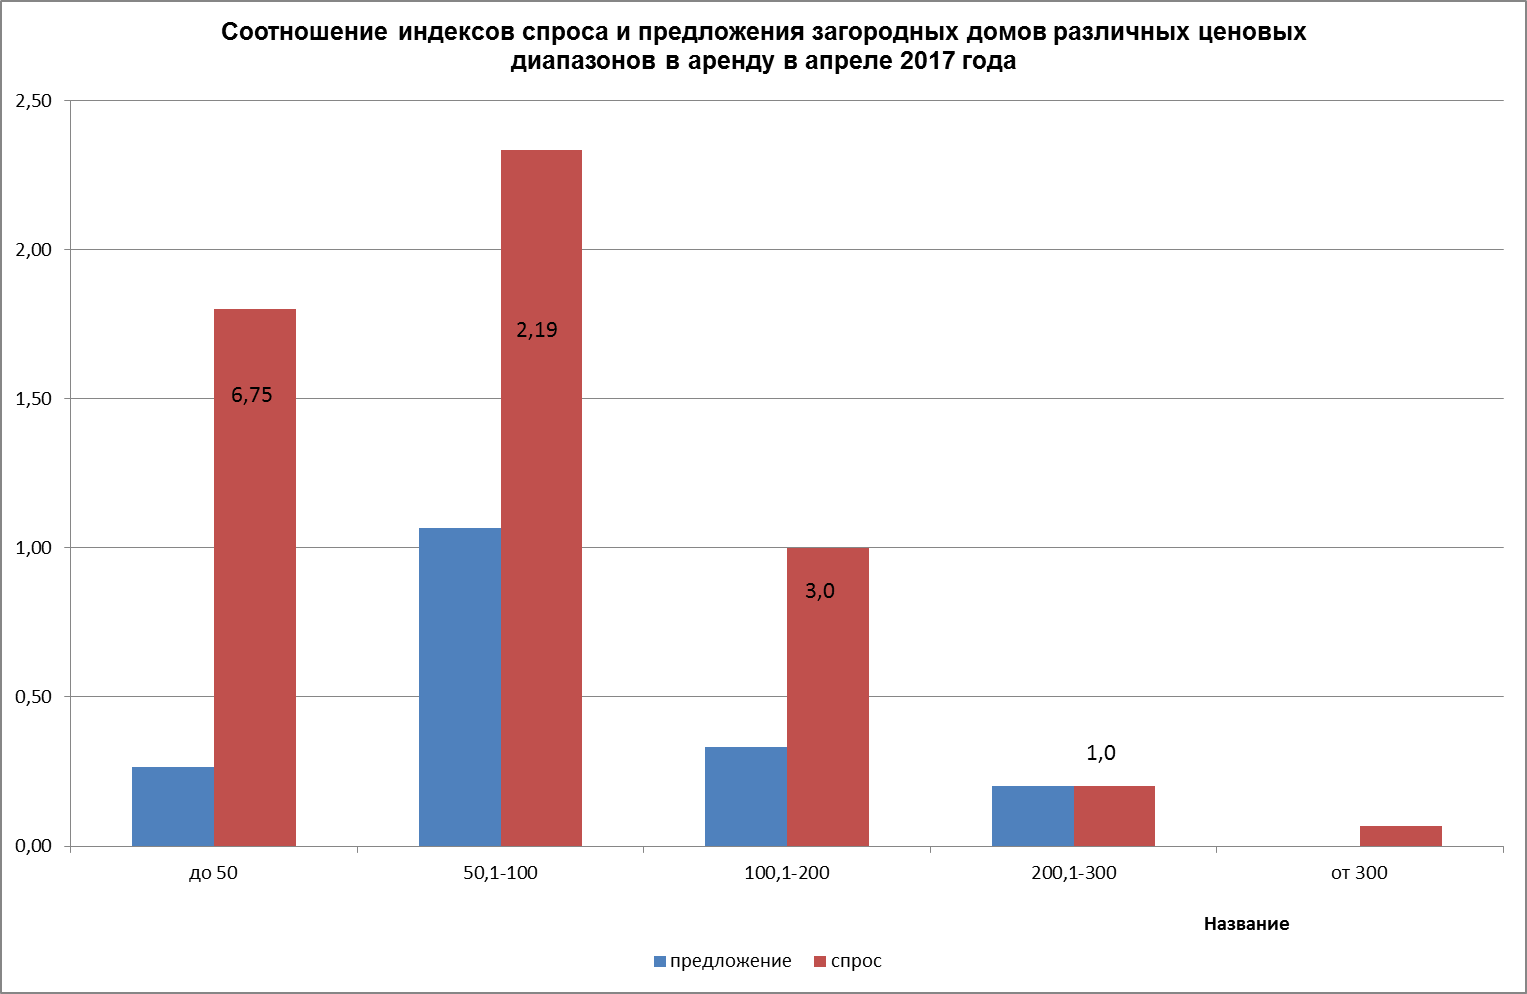 Соотношение индексов спроса и предложения загородных домов различных ценовых
диапазонов в аренду в апреле 2017 года
2,50
2,00
1,50
1,00
0,50
0,00
6,75
2,19
3,0
1,0
до 50
50,1-100
100,1-200
200,1-300
от 300
Название
предложение
спрос